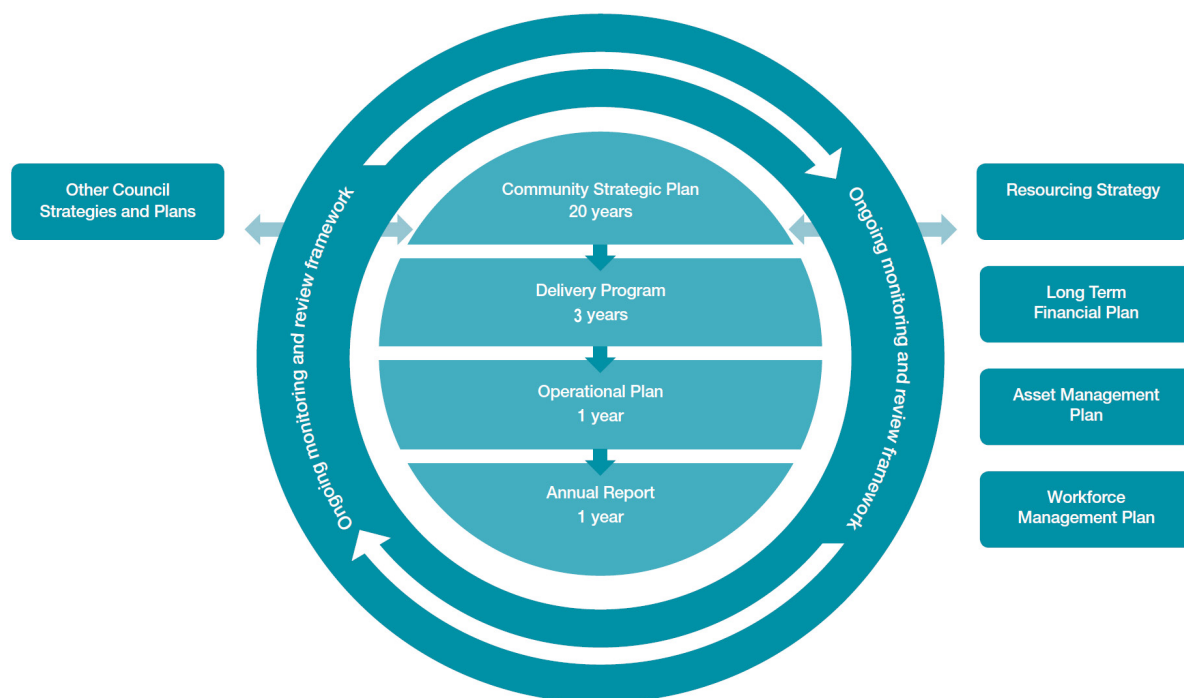 Other Council
Strategies and Plans
Ongoing monitoring and review framework
Community Strategic Plan
20 years
Delivery Program
3 years
Operational Plan
1 year
Annual Report
1 year
Ongoing monitoring and review framework
Resourcing Strategy
Long Term
Financial Plan
Asset Management
Plan
Workforce
Management Plan